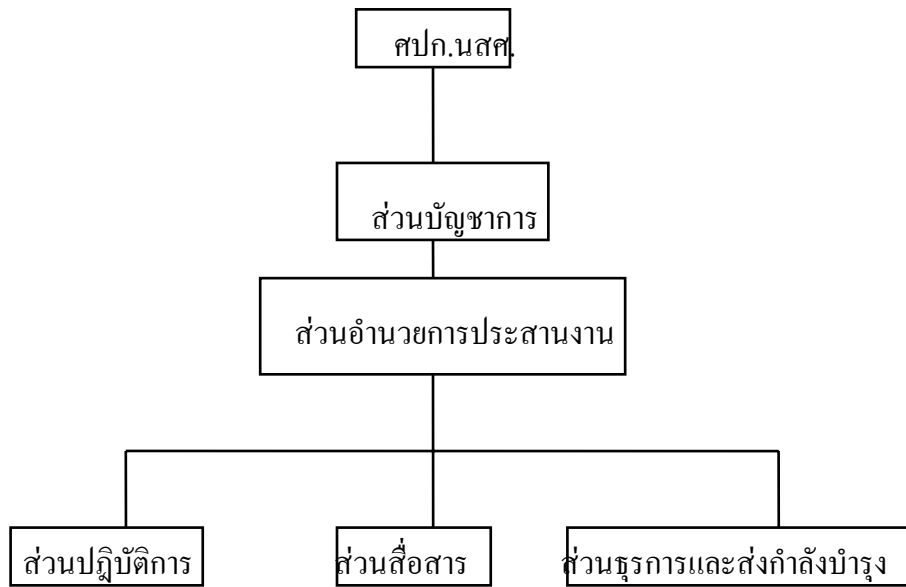 ศปก.นสศ.
ส่วนบัญชาการ
ส่วนอำนวยการประสานงาน
ส่วนปฎิบัติการ
ส่วนสื่อสาร
ส่วนธุรการและส่งกำลังบำรุง